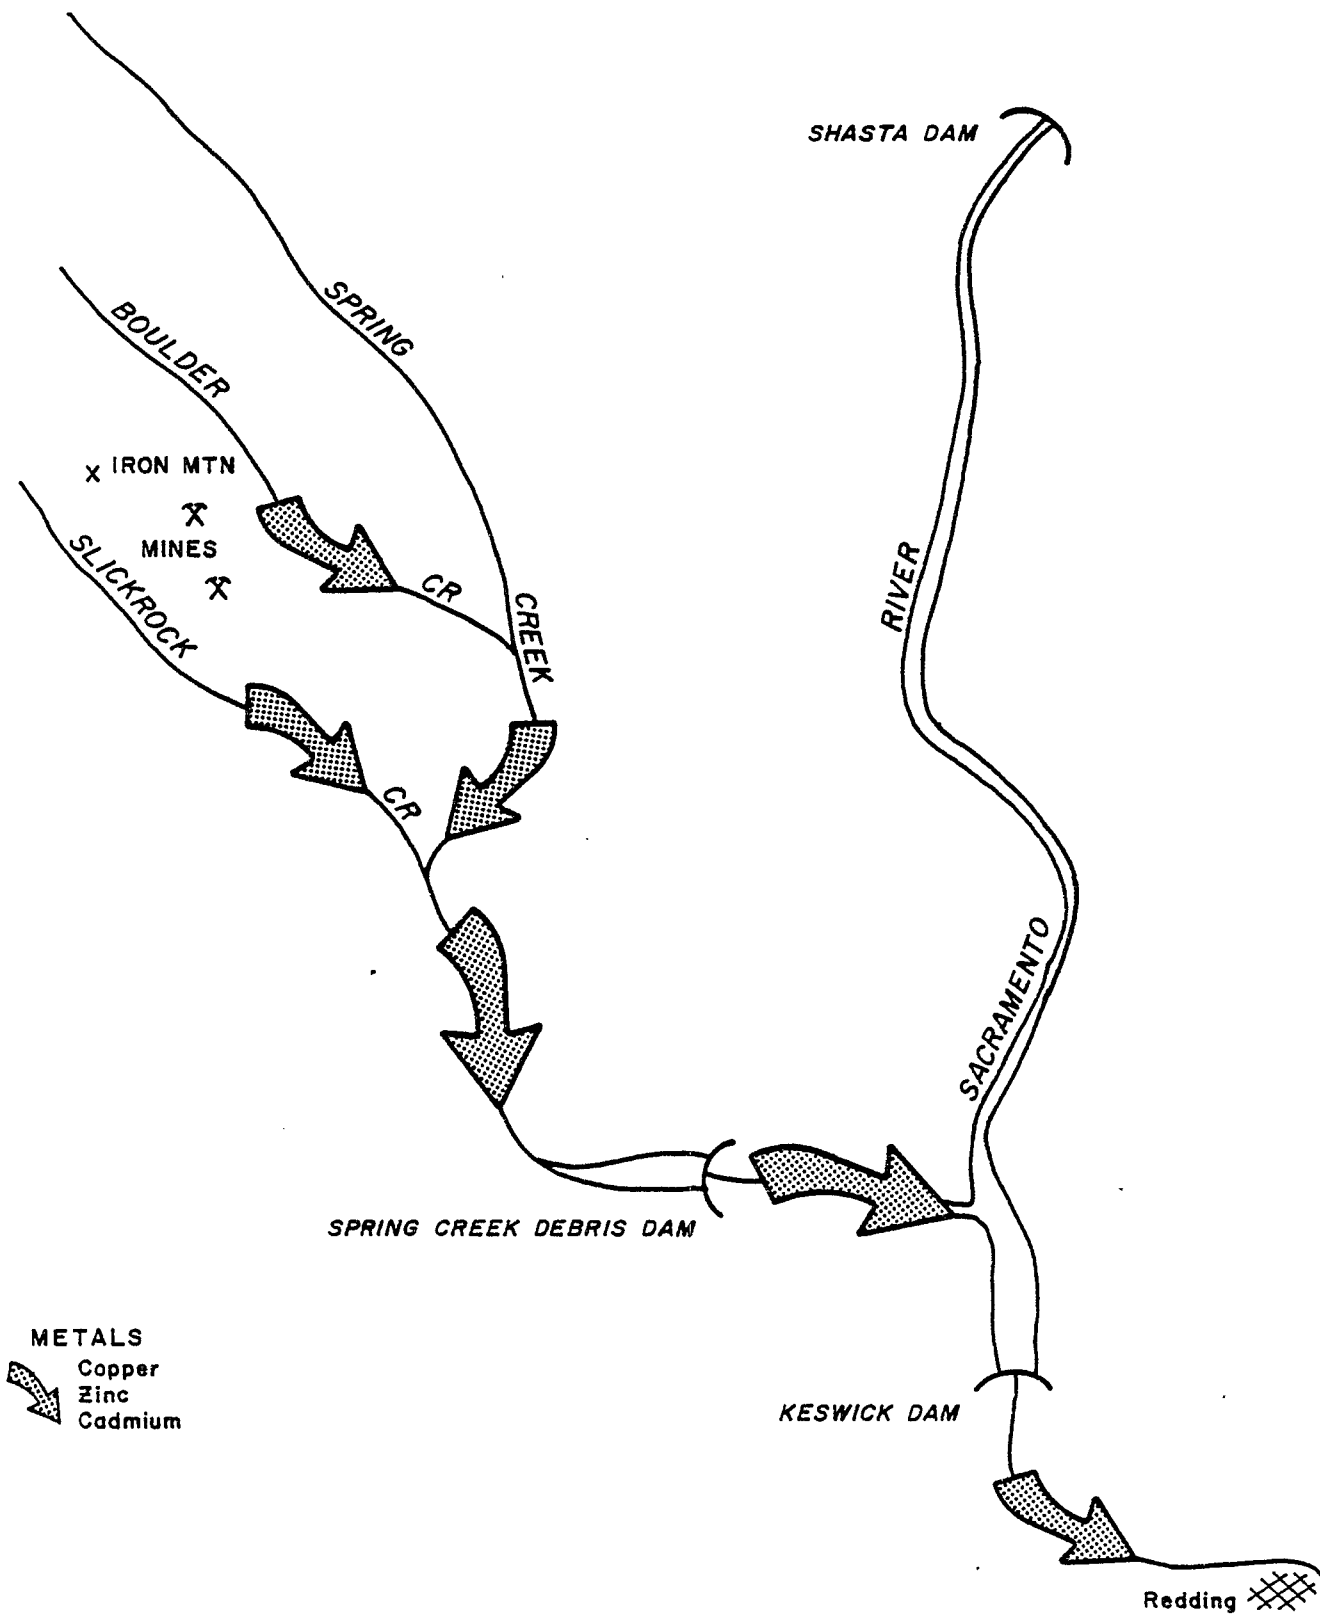 SHASTA DAM
SPRING
BOULDER
IRON MTN
MINES
SLICKROCK
CR
CREEK
RIVER
CR
SACRAMENTO
SPRING CREEK DEBRIS DAM
METALS
Copper
Zinc
Cadmium
KESWICK DAM
Redding